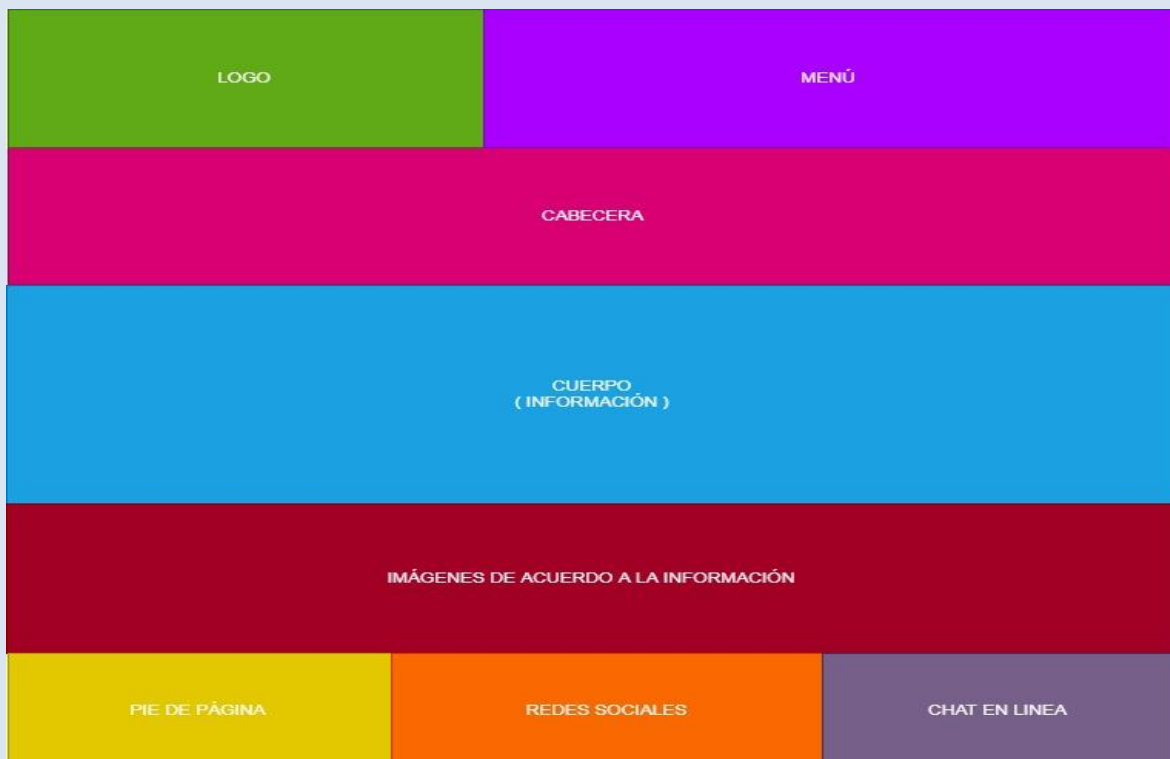 LOGO
MENÚ
CABECERA
CUERPO
( INFORMACIÓN )
IMÁGENES DE ACUERDO A LA INFORMACIÓN
PIE DE PÁGINA
REDES SOCIALES
CHAT EN LINEA